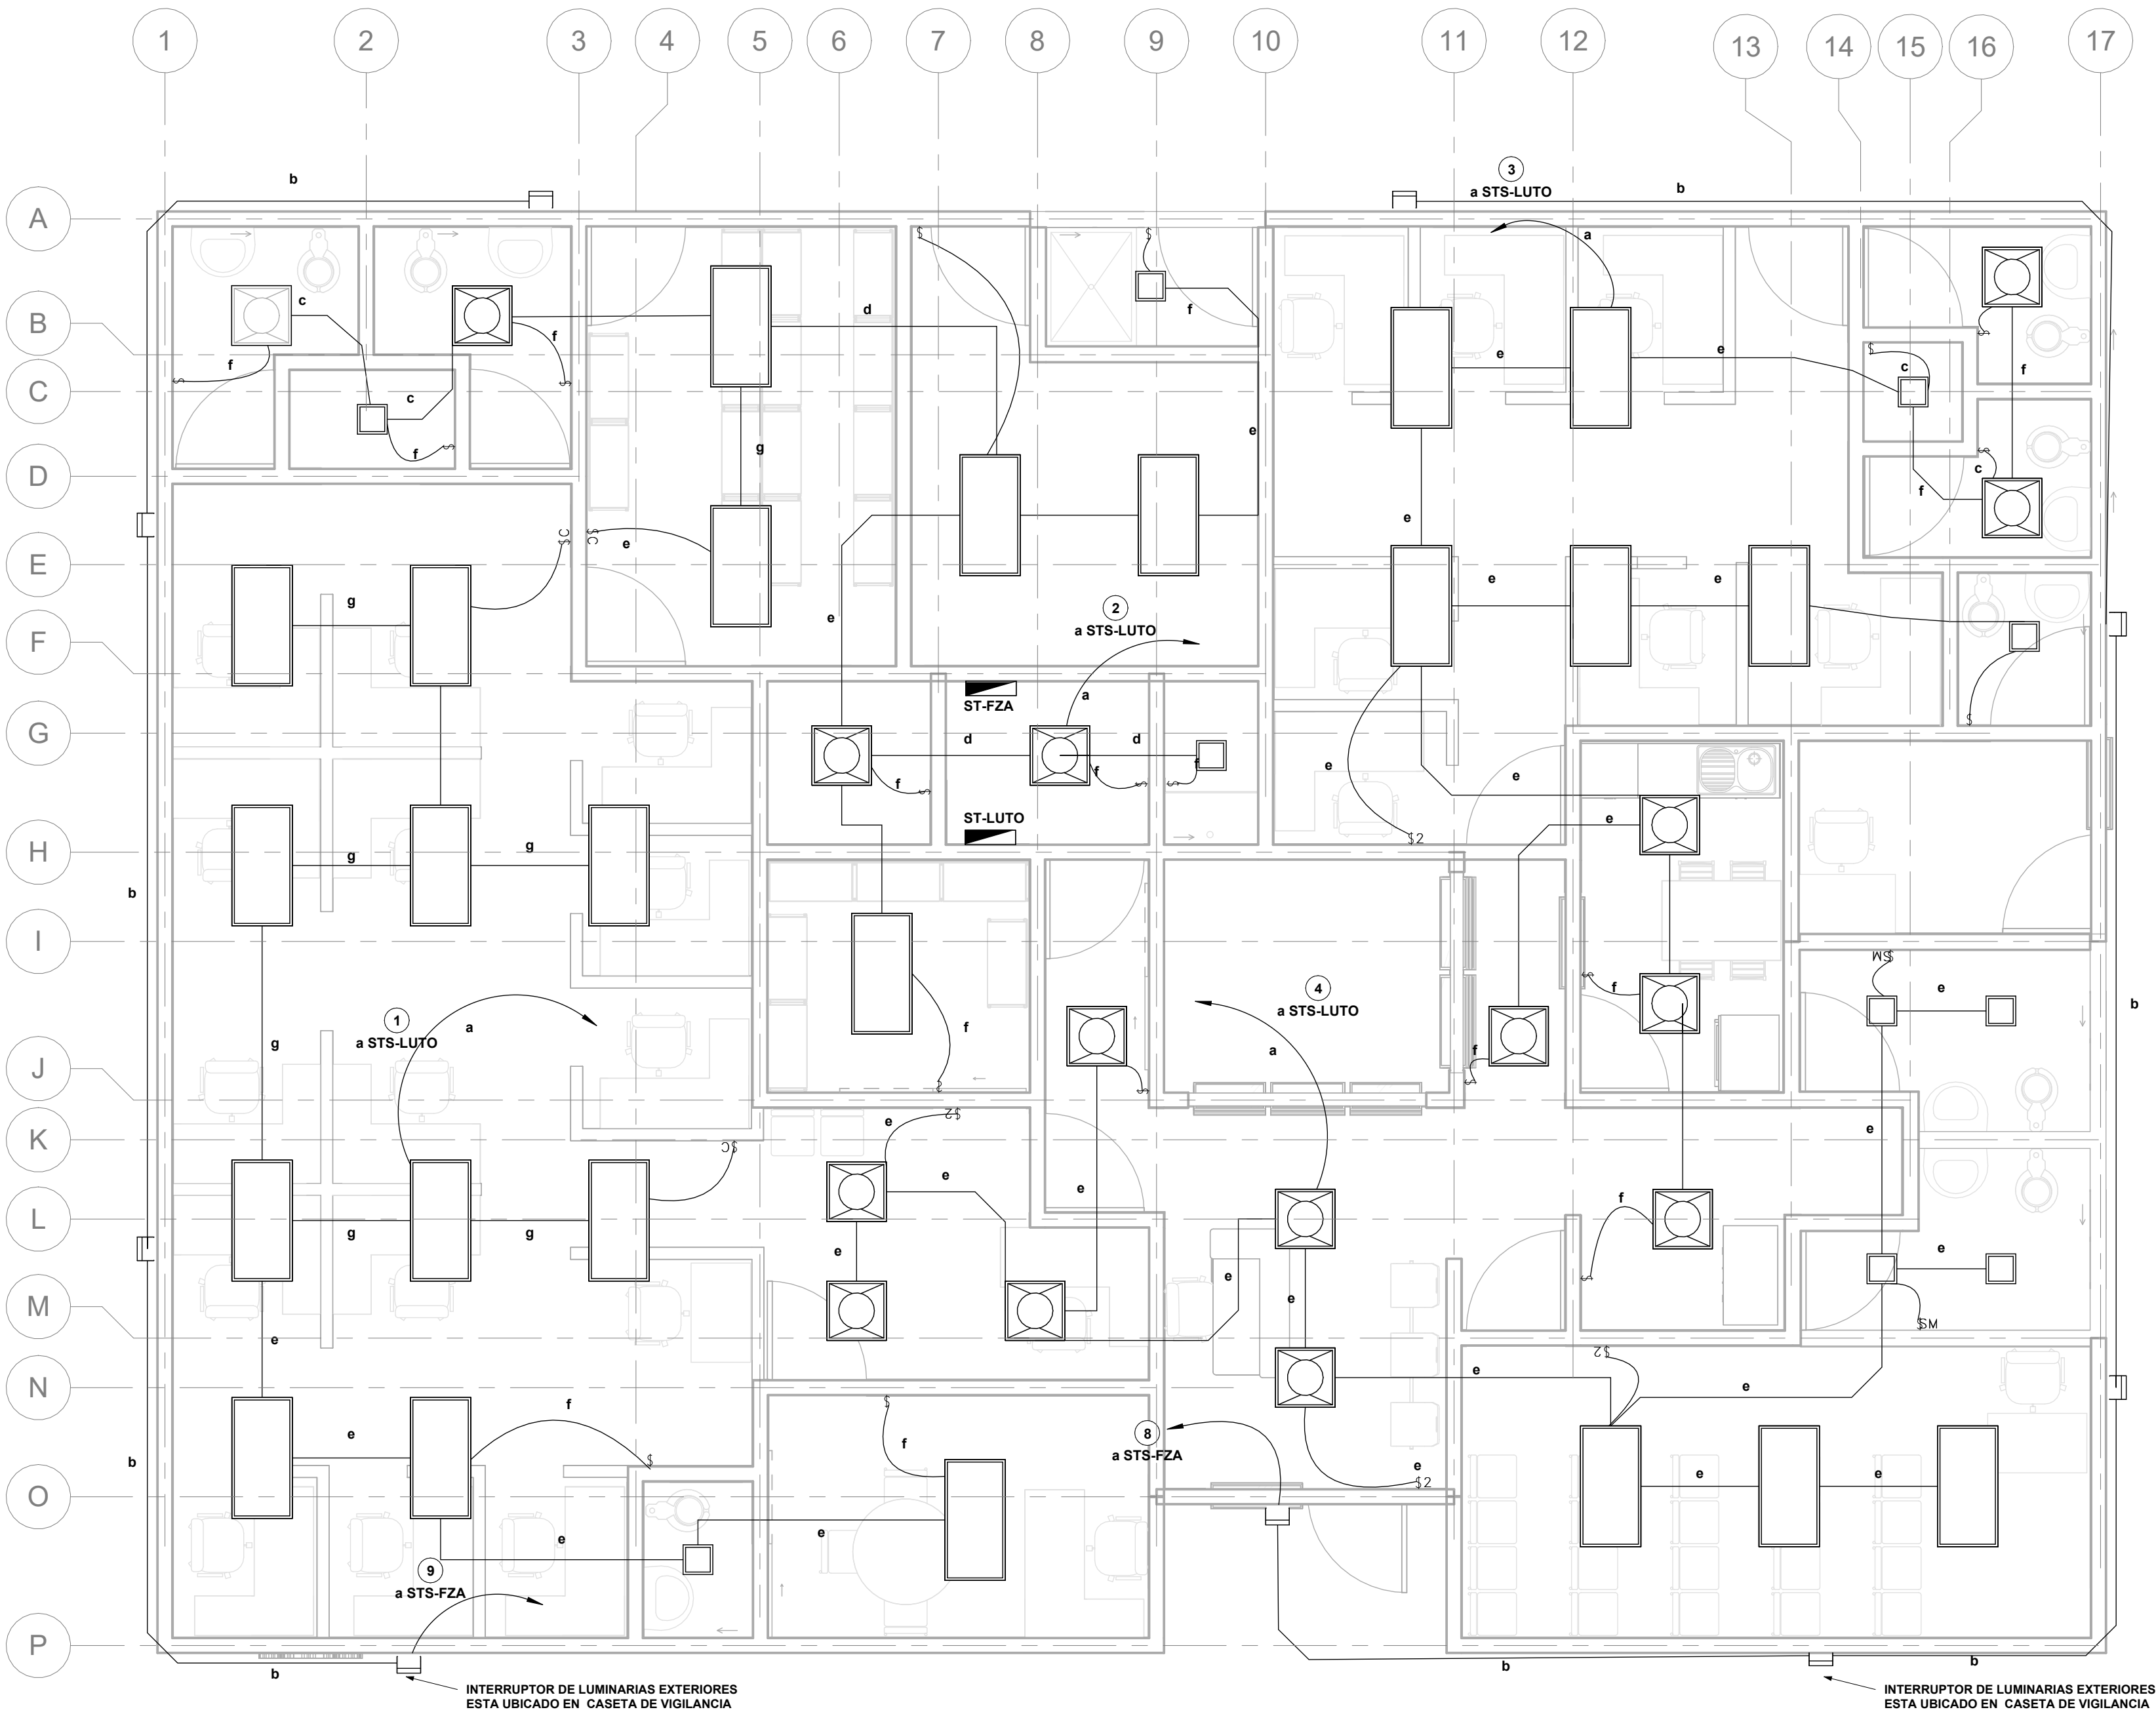 1 2 3 4 5 6 7 8 9 10 11 12 13 14 15 16 17
3
a STS-LUTO
b
b
A
$
$
a
B
c
d
f
$
f
f
e
e
$
c
f
C
$
f
$
c
f
$
e
g
D
$
c
f
$C
$C
e
e
E
g
e
e
2
a STS-LUTO
F
e
ST-FZA
a
$
G
d
d
f
$
f
$
f
$
e
e
ST-LUTO
e
$2
H
g
g
b
I
$M
$
f
e
4
a STS-LUTO
b
1
a STS-LUTO
a
g
f
a
f
$
J
$
$
K
$2
e
$C
e
e
e
f
L
g
g
e
e
e
e
$
M
e
$M
$2
N
e
e
$
f
f
e
8
a STS-FZA
b
$
e
$2
e
e
O
e
e
9
a STS-FZA
P
b
b
b
INTERRUPTOR DE LUMINARIAS EXTERIORES
ESTA UBICADO EN CASETA DE VIGILANCIA
INTERRUPTOR DE LUMINARIAS EXTERIORES
ESTA UBICADO EN CASETA DE VIGILANCIA